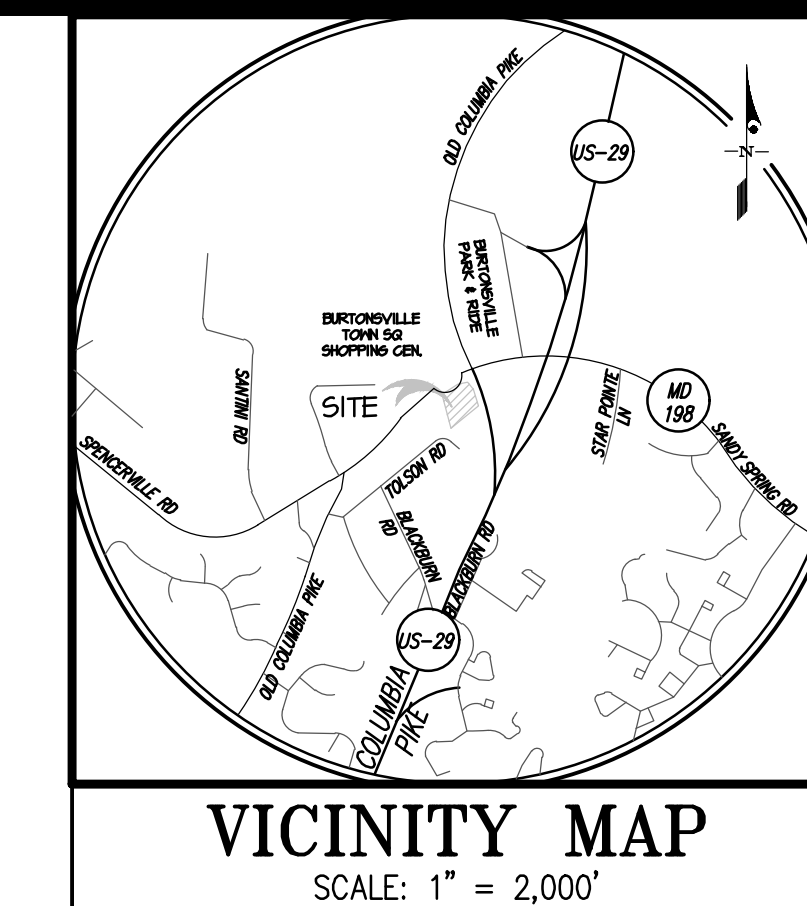 OLD COLUMBIA PIKE
US-29
N
BURTONSVILLE
PARK & RIDE
BURTONSVILLE
TOWN SQ
SHOPPING CEN.
SANTINI RD
SITE
STAR POINTE
LN
MD
198
SANDY SPRING RD
SPENCERVILLE RD
TOLSON RD
BLACKBURN
RD
BLACKBURN RD
OLD COLUMBIA PIKE
US-29
COLUMBIA
PIKE
VICINITY MAP
SCALE: 1" = 2,000'